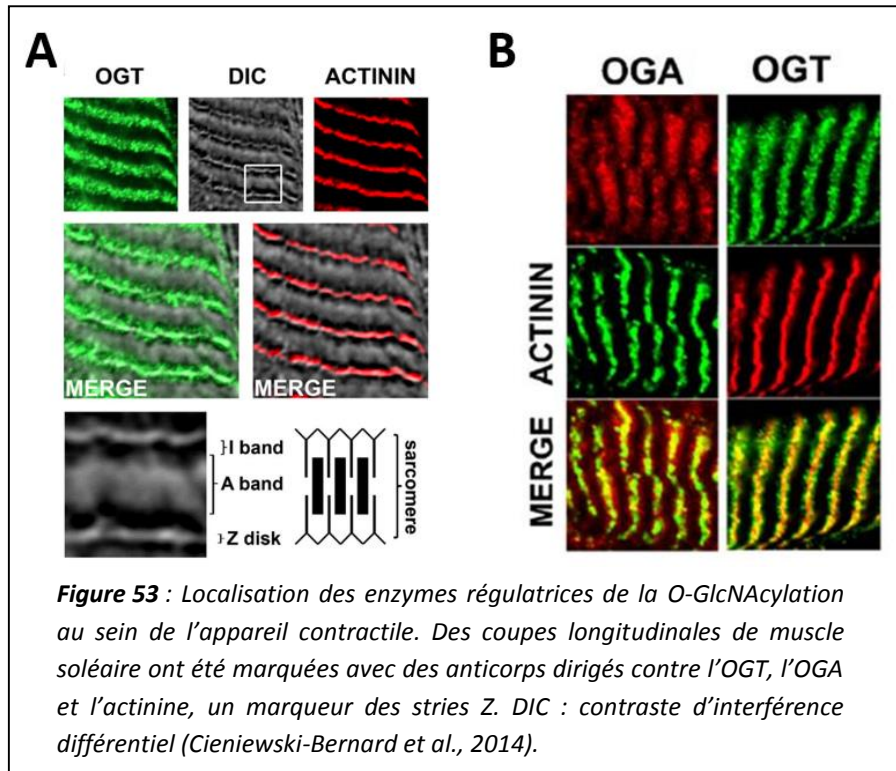 A
OGT DIC ACTININ
MERGE MERGE
I band
A band
Z disk
sarcomere
B
OGA OGT
ACTININ
MERGE
Figure 53 : Localisation des enzymes régulatrices de la O-GlcNAcylation
au sein de l’appareil contractile. Des coupes longitudinales de muscle
soléaire ont été marquées avec des anticorps dirigés contre l’OGT, l’OGA
et l’actinine, un marqueur des stries Z. DIC : contraste d’interférence
différentiel (Cieniewski-Bernard et al., 2014).